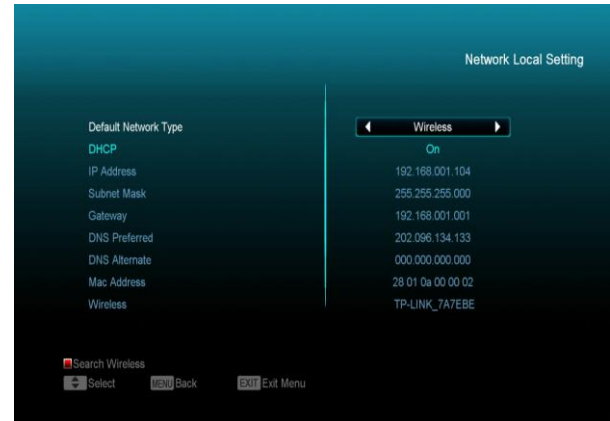 Network Local Setting
Default Network Type Wireless
DHCP On
IP Address 192.168.001.104
Subnet Mask 255.255.255.000
Gateway 192.168.001.001
DNS Preferred 202.096.134.133
DNS Alternate 000.000.000.000
Mac Address 28 01 0a 00 00 02
Wireless TP-LINK_7A7EBE
Search Wireless
Select MENU Back EXIT Exit Menu